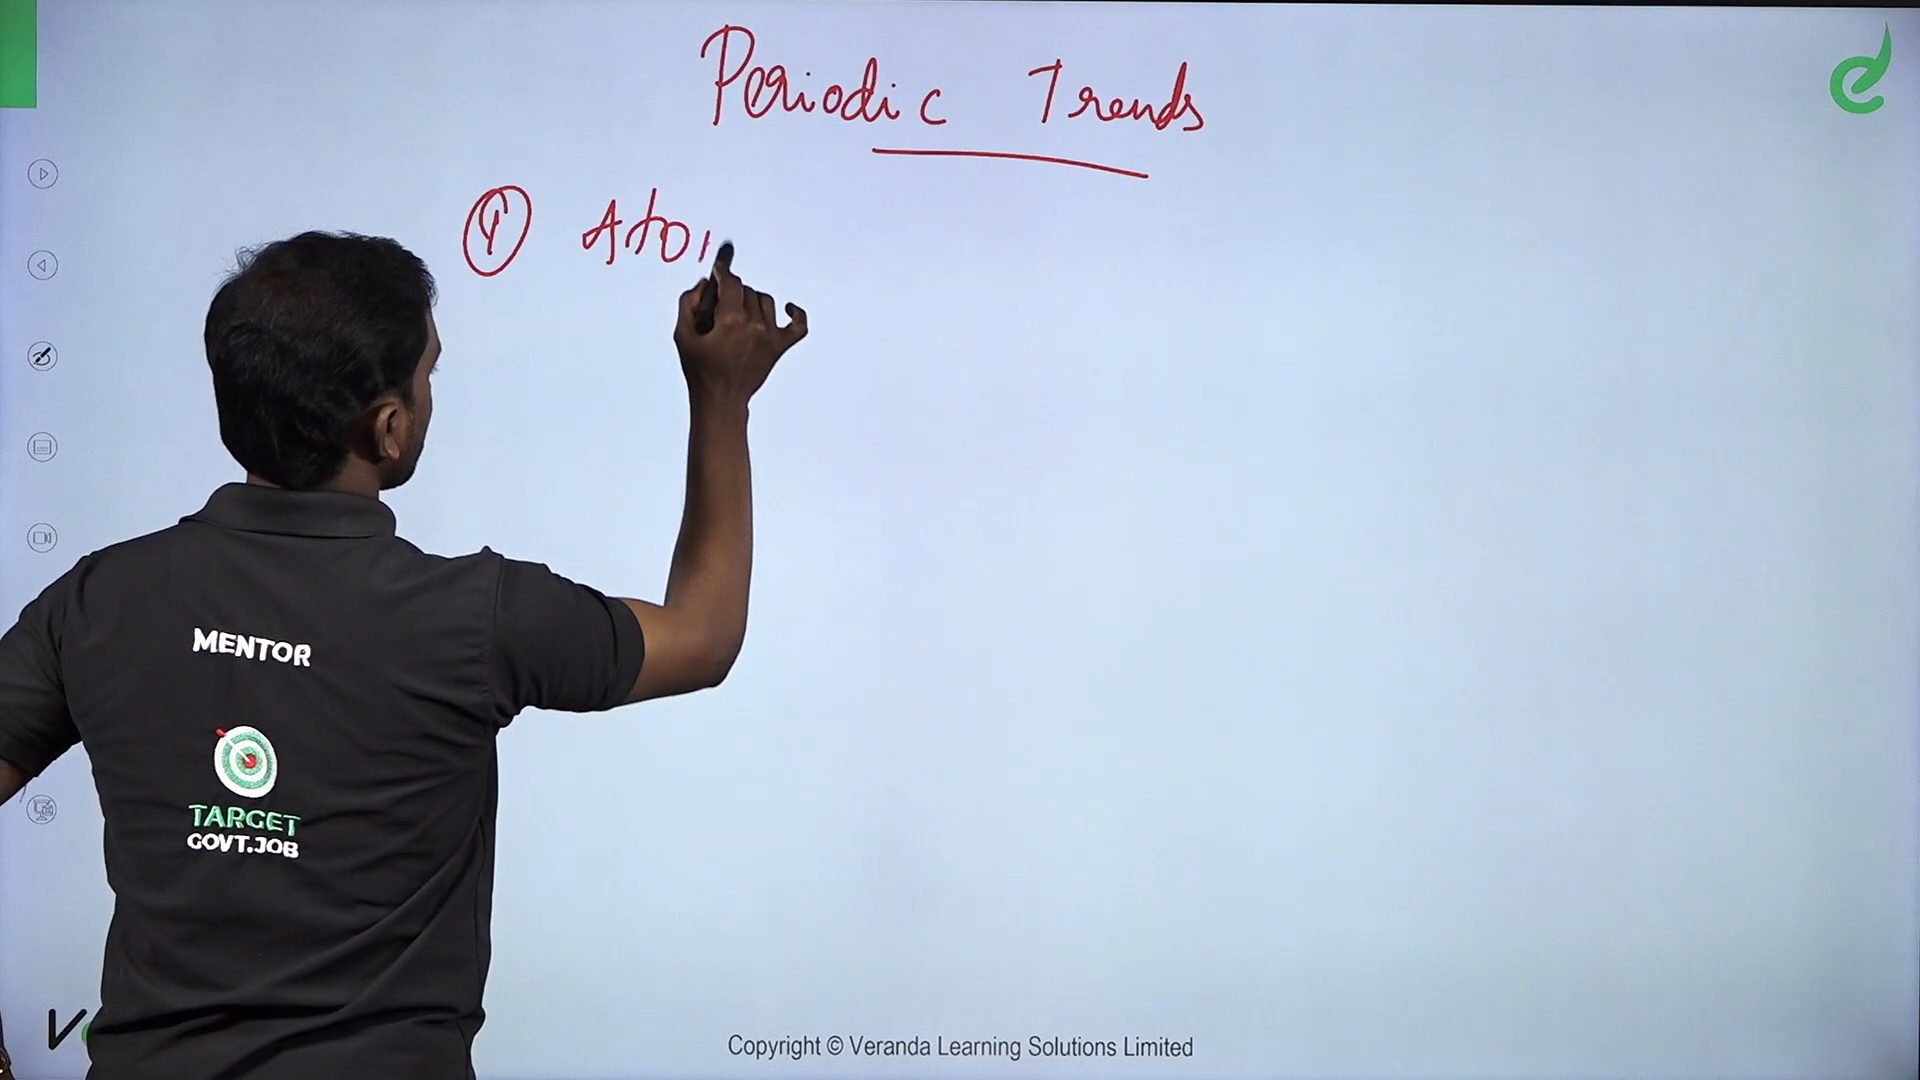 Periodic Trends
① Ato
MENTOR
TARGET
GOVT.JOB
Copyright © Veranda Learning Solutions Limited